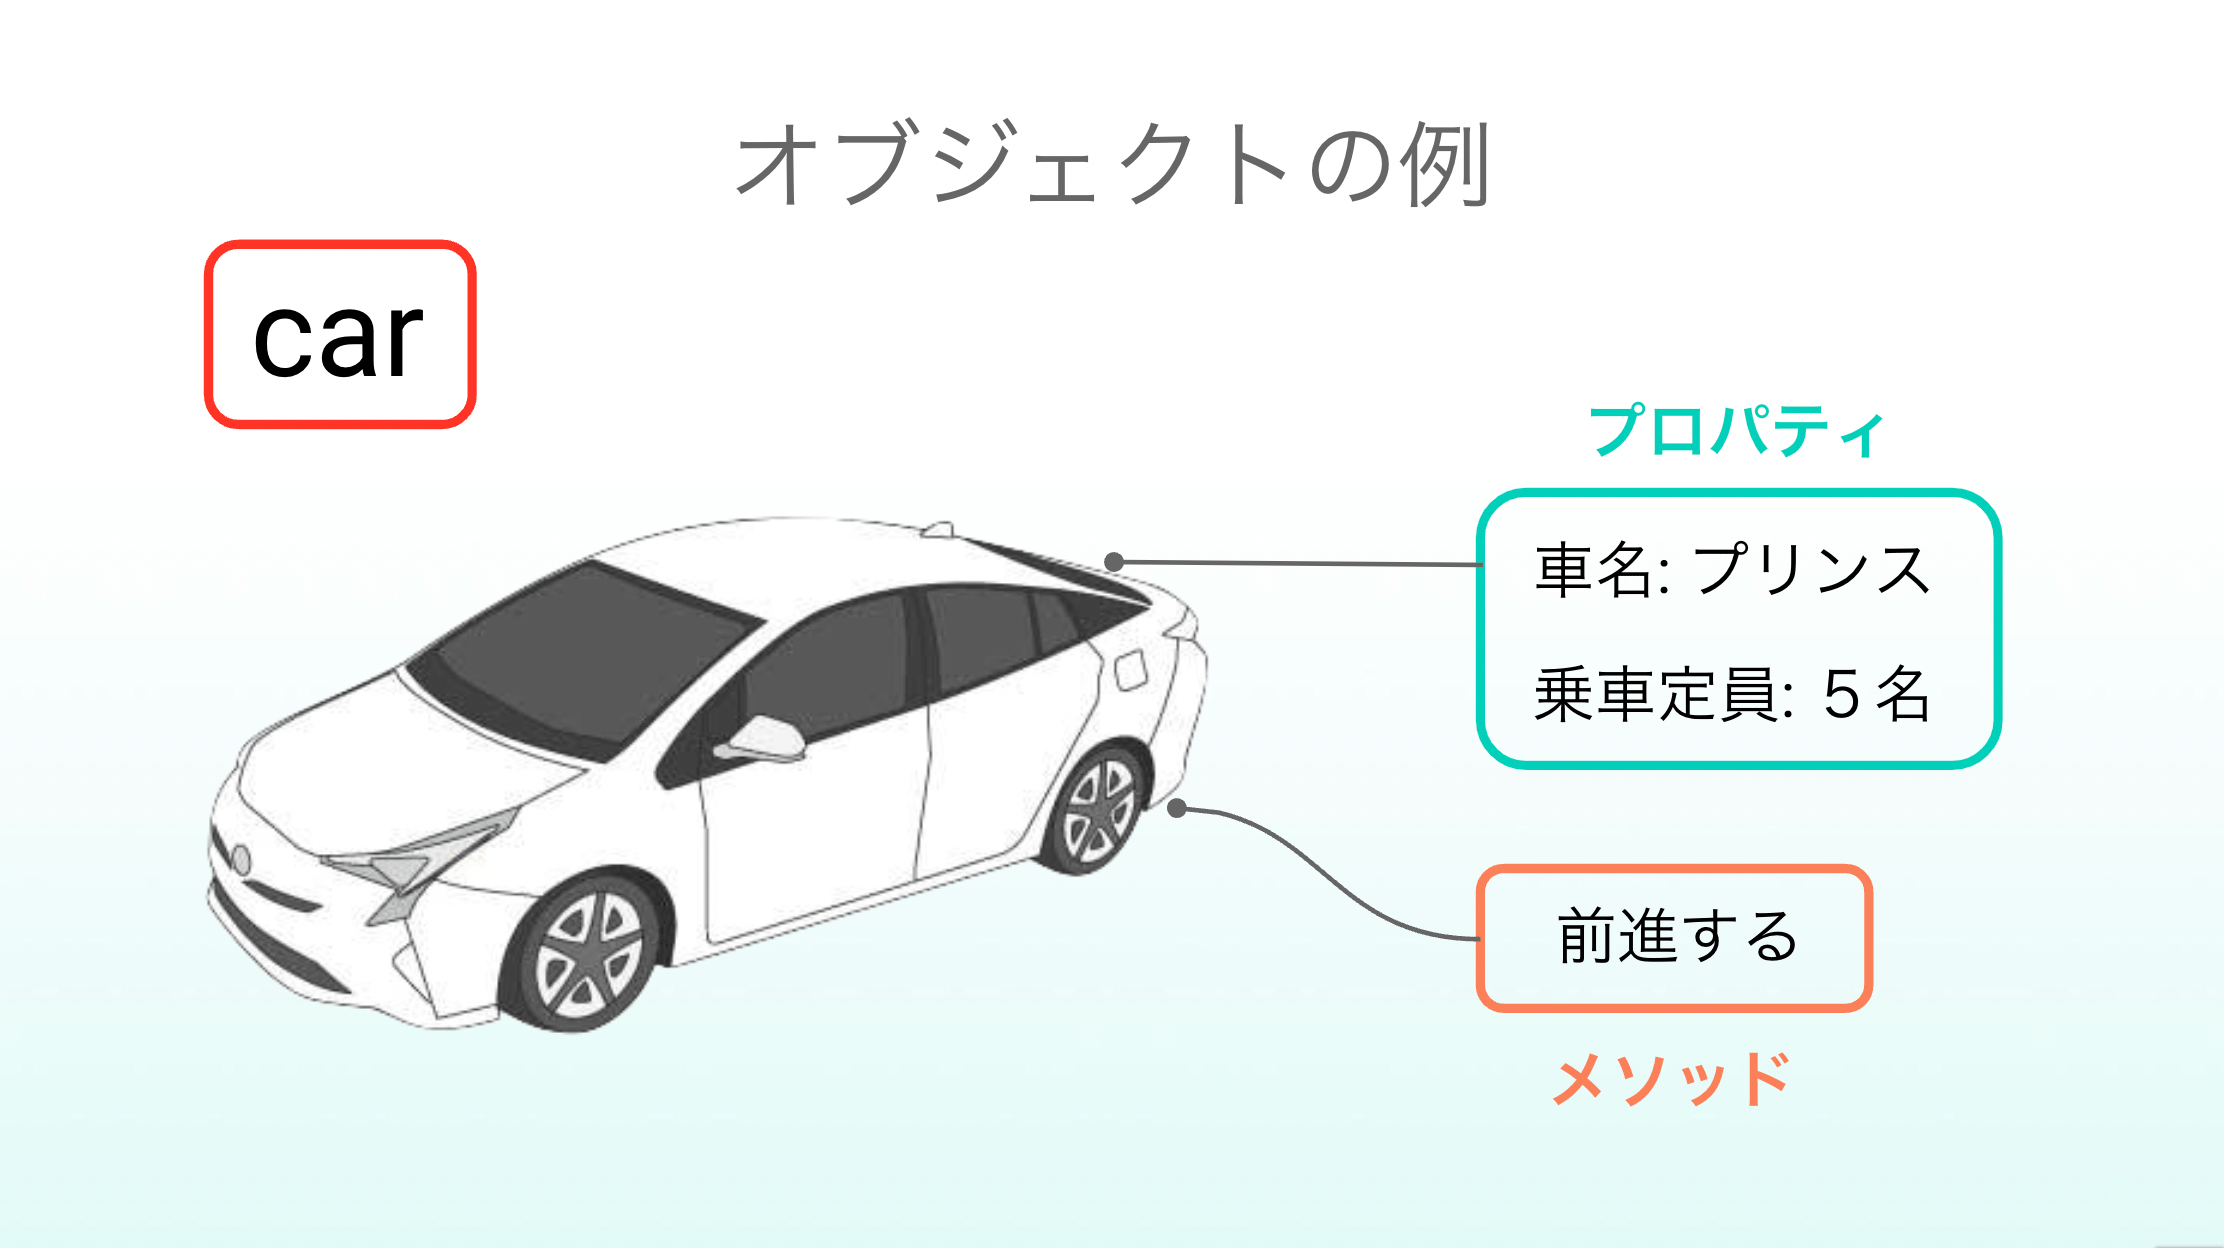 オブジェクトの例
car
プロパティ
車名: プリンス
乗車定員: ５名
前進する
メソッド